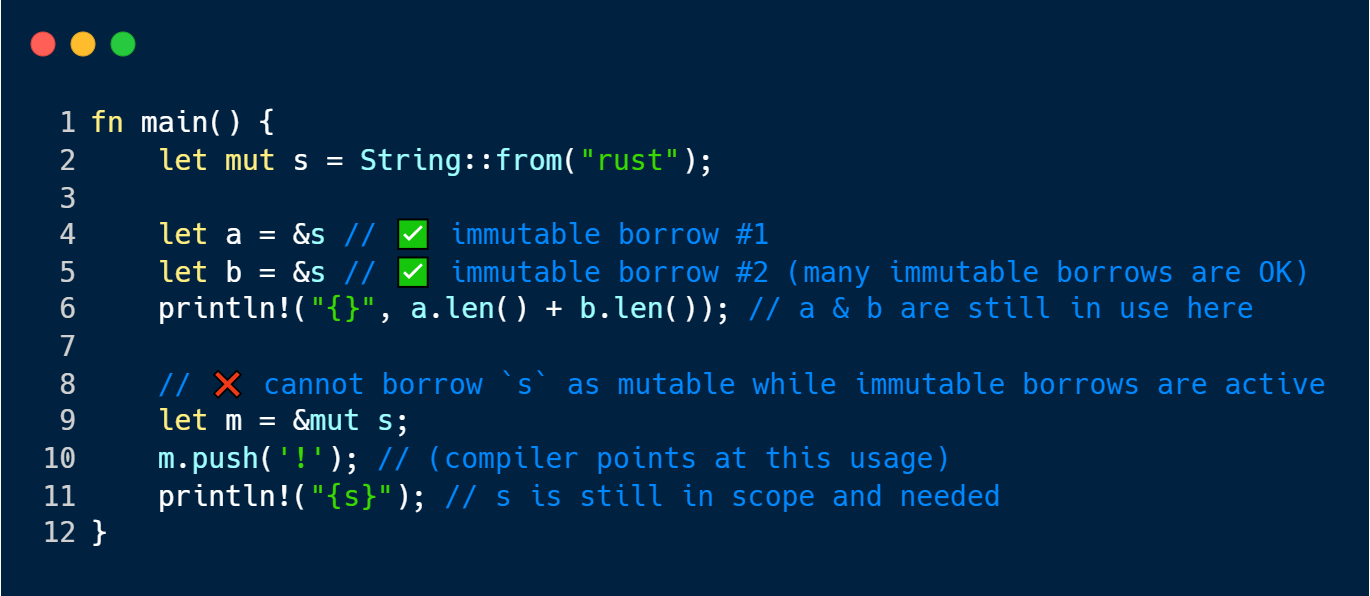 1 fn main() {
2     let mut s = String::from("rust");
3
4     let a = &s // ✅ immutable borrow #1
5     let b = &s // ✅ immutable borrow #2 (many immutable borrows are OK)
6     println!("{}", a.len() + b.len()); // a & b are still in use here
7
8     // ❌ cannot borrow `s` as mutable while immutable borrows are active
9     let m = &mut s;
10     m.push('!'); // (compiler points at this usage)
11     println!("{s}"); // s is still in scope and needed
12 }